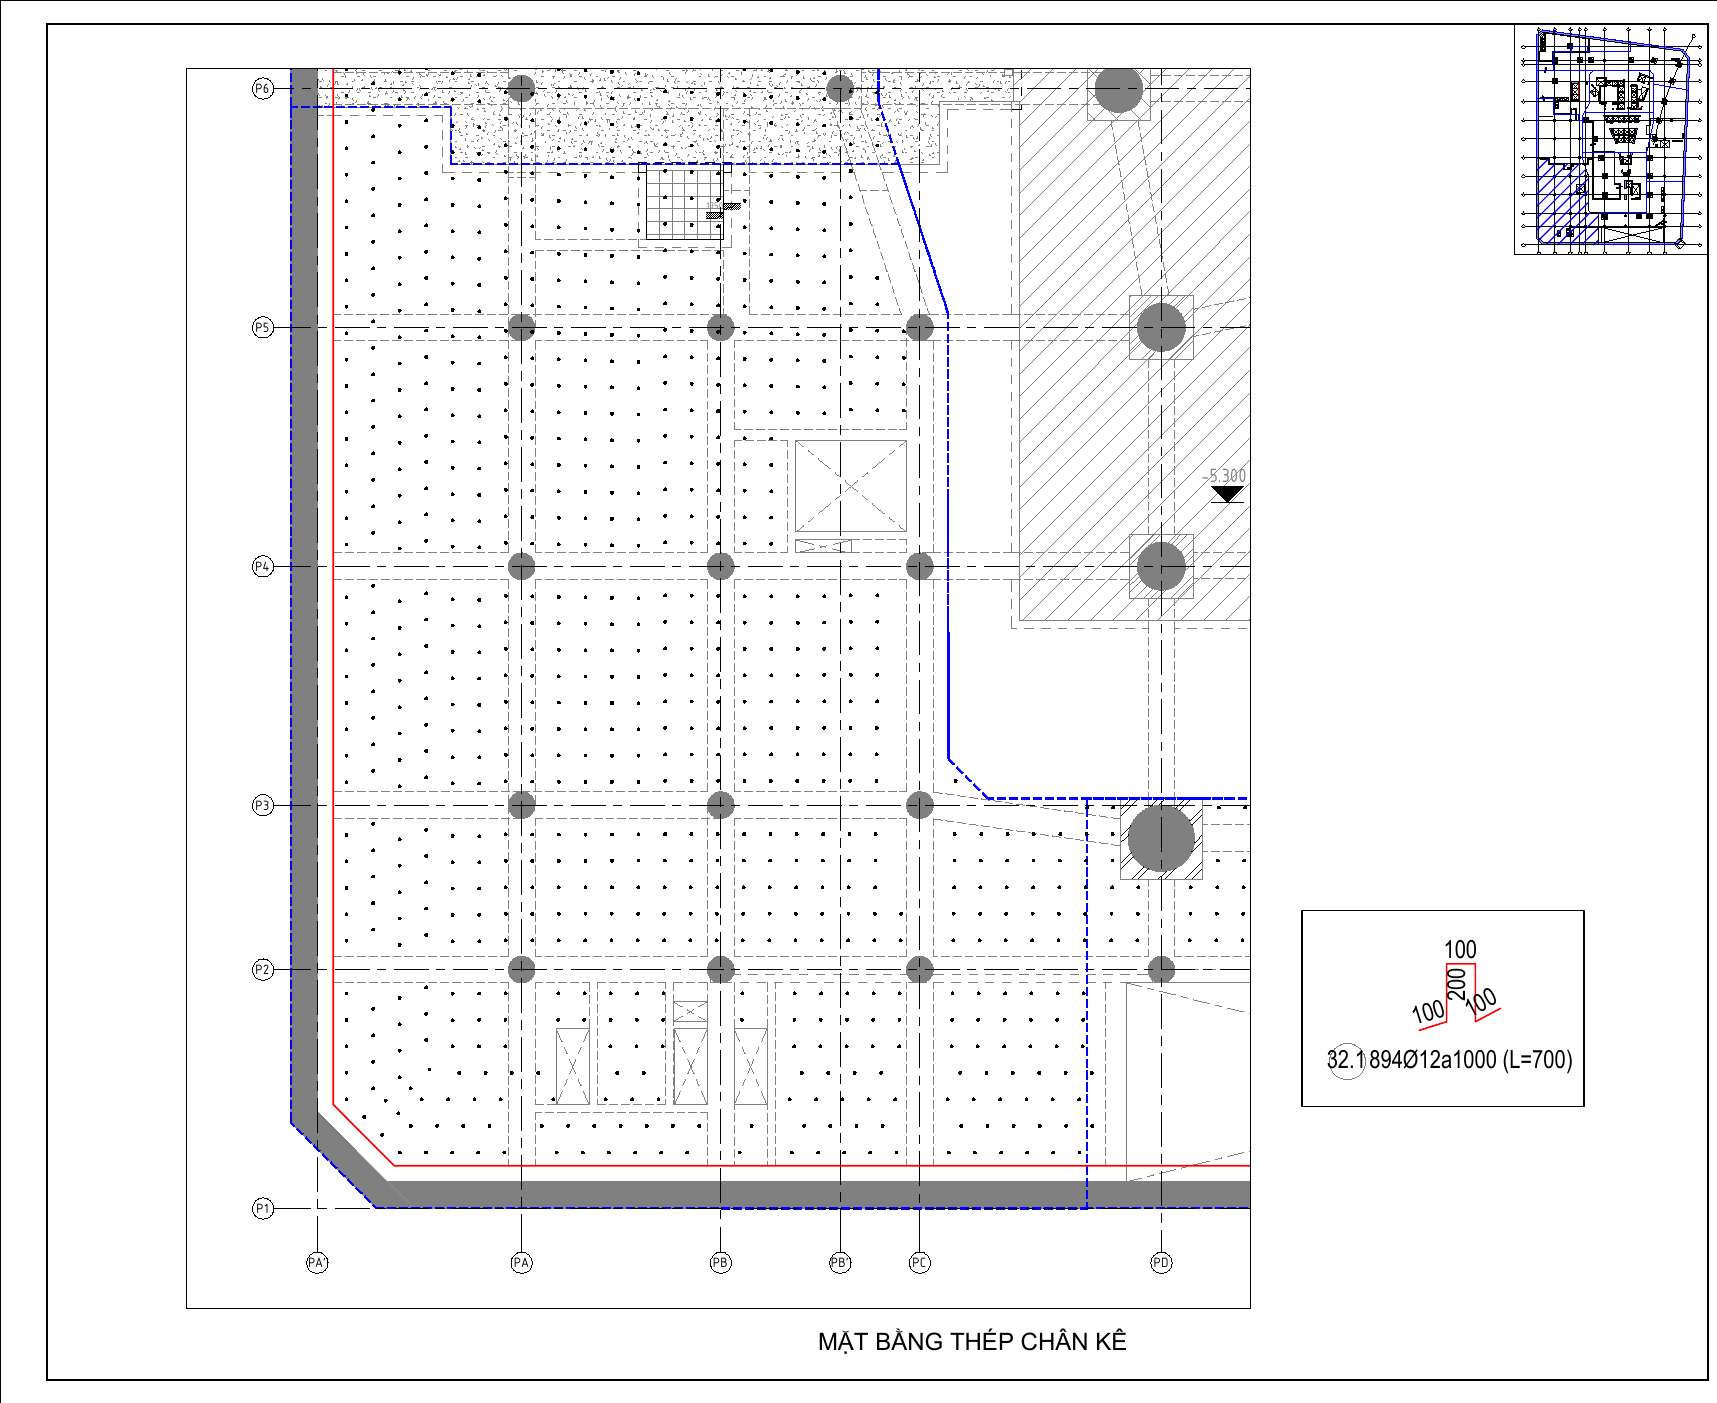 P6
P5
-5.300
P4
P3
P2
100
200
100
100
32.1 894Ø12a1000 (L=700)
P1
PA'
PA
PB
PB'
PC
PD
MẶT BẰNG THÉP CHÂN KÊ